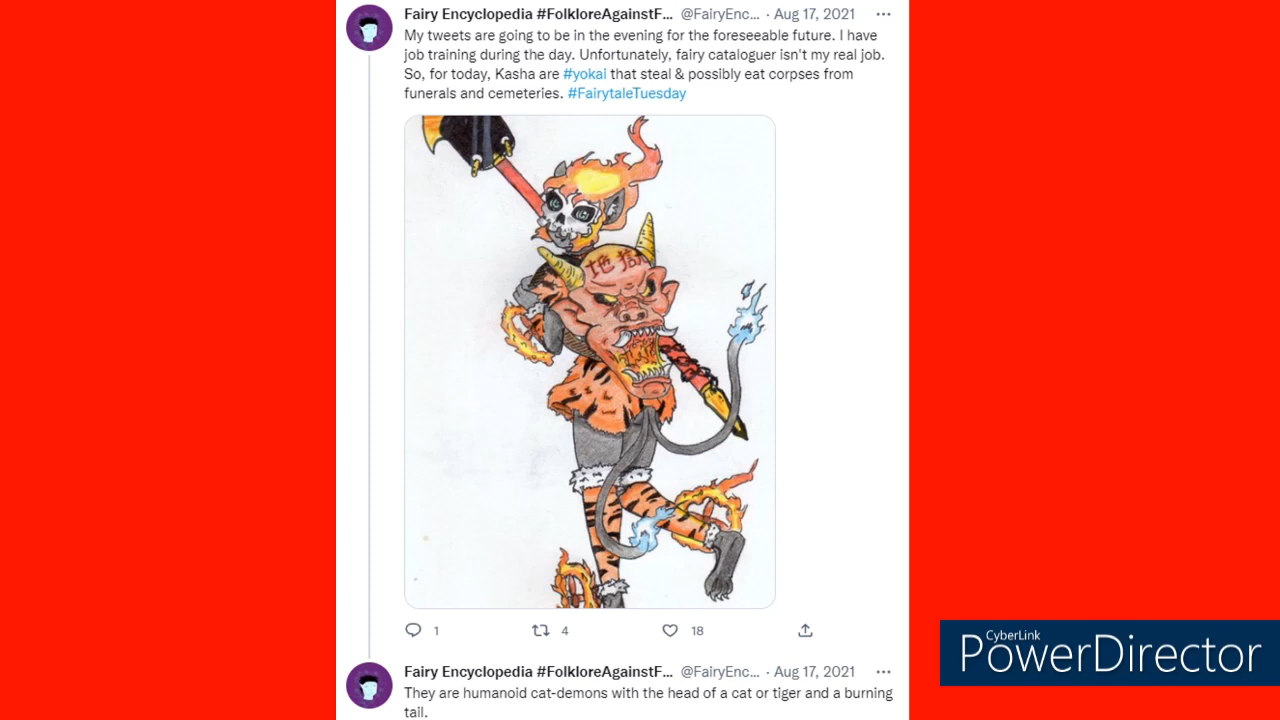 Fairy Encyclopedia #FolkloreAgainstF... @FairyEnc... · Aug 17, 2021
My tweets are going to be in the evening for the foreseeable future. I have
job training during the day. Unfortunately, fairy cataloguer isn't my real job.
So, for today, Kasha are #yokai that steal & possibly eat corpses from
funerals and cemeteries. #FairytaleTuesday
地獄
1 4 18
Fairy Encyclopedia #FolkloreAgainstF... @FairyEnc... · Aug 17, 2021
They are humanoid cat-demons with the head of a cat or tiger and a burning
tail.
CyberLink
PowerDirector